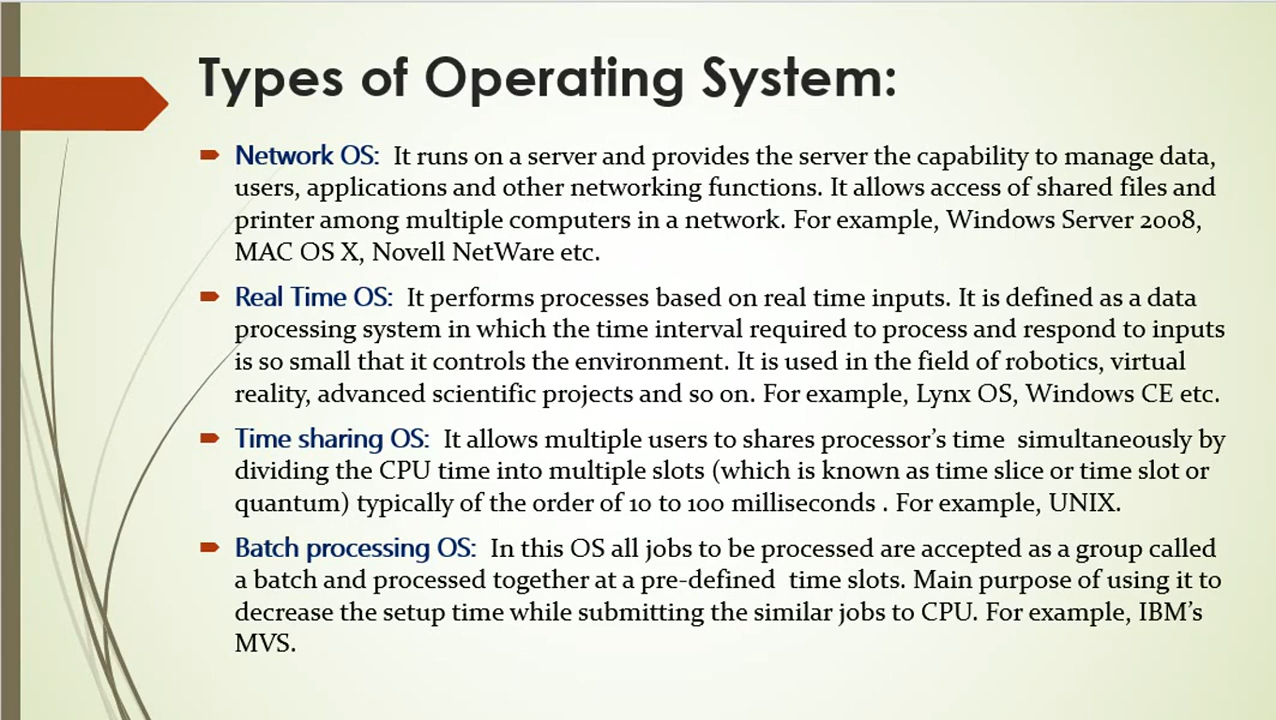 Types of Operating System:
Network OS: It runs on a server and provides the server the capability to manage data,
users, applications and other networking functions. It allows access of shared files and
printer among multiple computers in a network. For example, Windows Server 2008,
MAC OS X, Novell NetWare etc.
Real Time OS: It performs processes based on real time inputs. It is defined as a data
processing system in which the time interval required to process and respond to inputs
is so small that it controls the environment. It is used in the field of robotics, virtual
reality, advanced scientific projects and so on. For example, Lynx OS, Windows CE etc.
Time sharing OS: It allows multiple users to shares processor’s time simultaneously by
dividing the CPU time into multiple slots (which is known as time slice or time slot or
quantum) typically of the order of 10 to 100 milliseconds . For example, UNIX.
Batch processing OS: In this OS all jobs to be processed are accepted as a group called
a batch and processed together at a pre-defined time slots. Main purpose of using it to
decrease the setup time while submitting the similar jobs to CPU. For example, IBM’s
MVS.